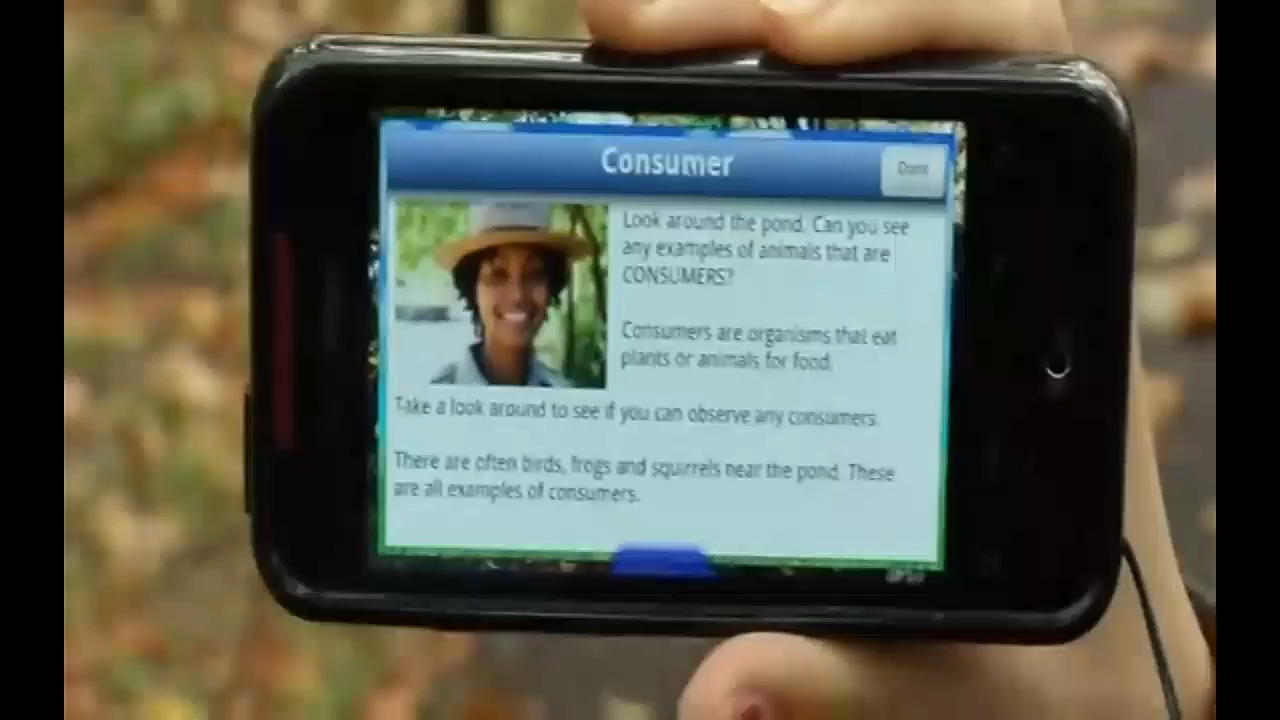 Consumer
Done
Look around the pond. Can you see
any examples of animals that are
CONSUMERS?
Consumers are organisms that eat
plants or animals for food.
Take a look around to see if you can observe any consumers.
There are often birds, frogs and squirrels near the pond. These
are all examples of consumers.